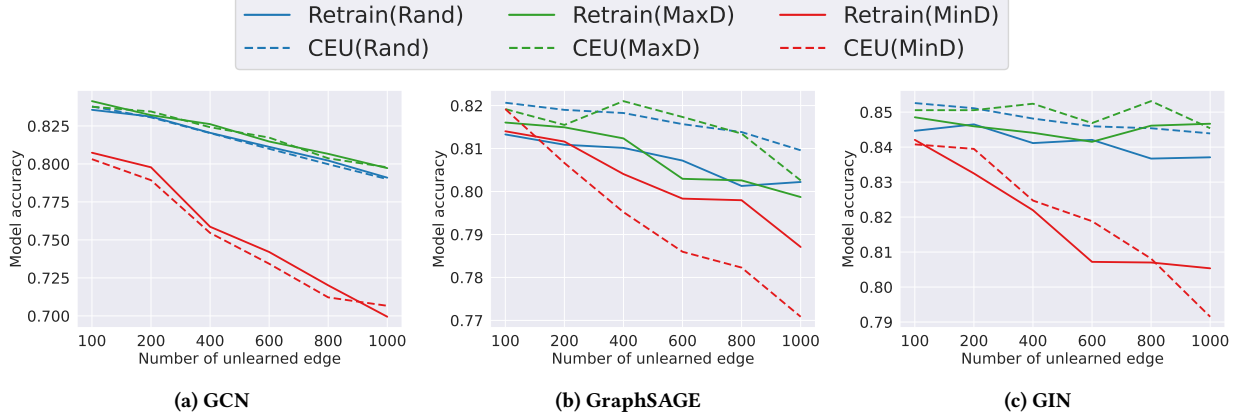 Retrain(Rand) Retrain(MaxD) Retrain(MinD)
CEU(Rand) CEU(MaxD) CEU(MinD)
Model accuracy
0.825
0.800
0.775
0.750
0.725
0.700
100 200 400 600 800 1000
Number of unlearned edge
(a) GCN
Model accuracy
0.82
0.81
0.80
0.79
0.78
0.77
100 200 400 600 800 1000
Number of unlearned edge
(b) GraphSAGE
Model accuracy
0.85
0.84
0.83
0.82
0.81
0.80
0.79
100 200 400 600 800 1000
Number of unlearned edge
(c) GIN